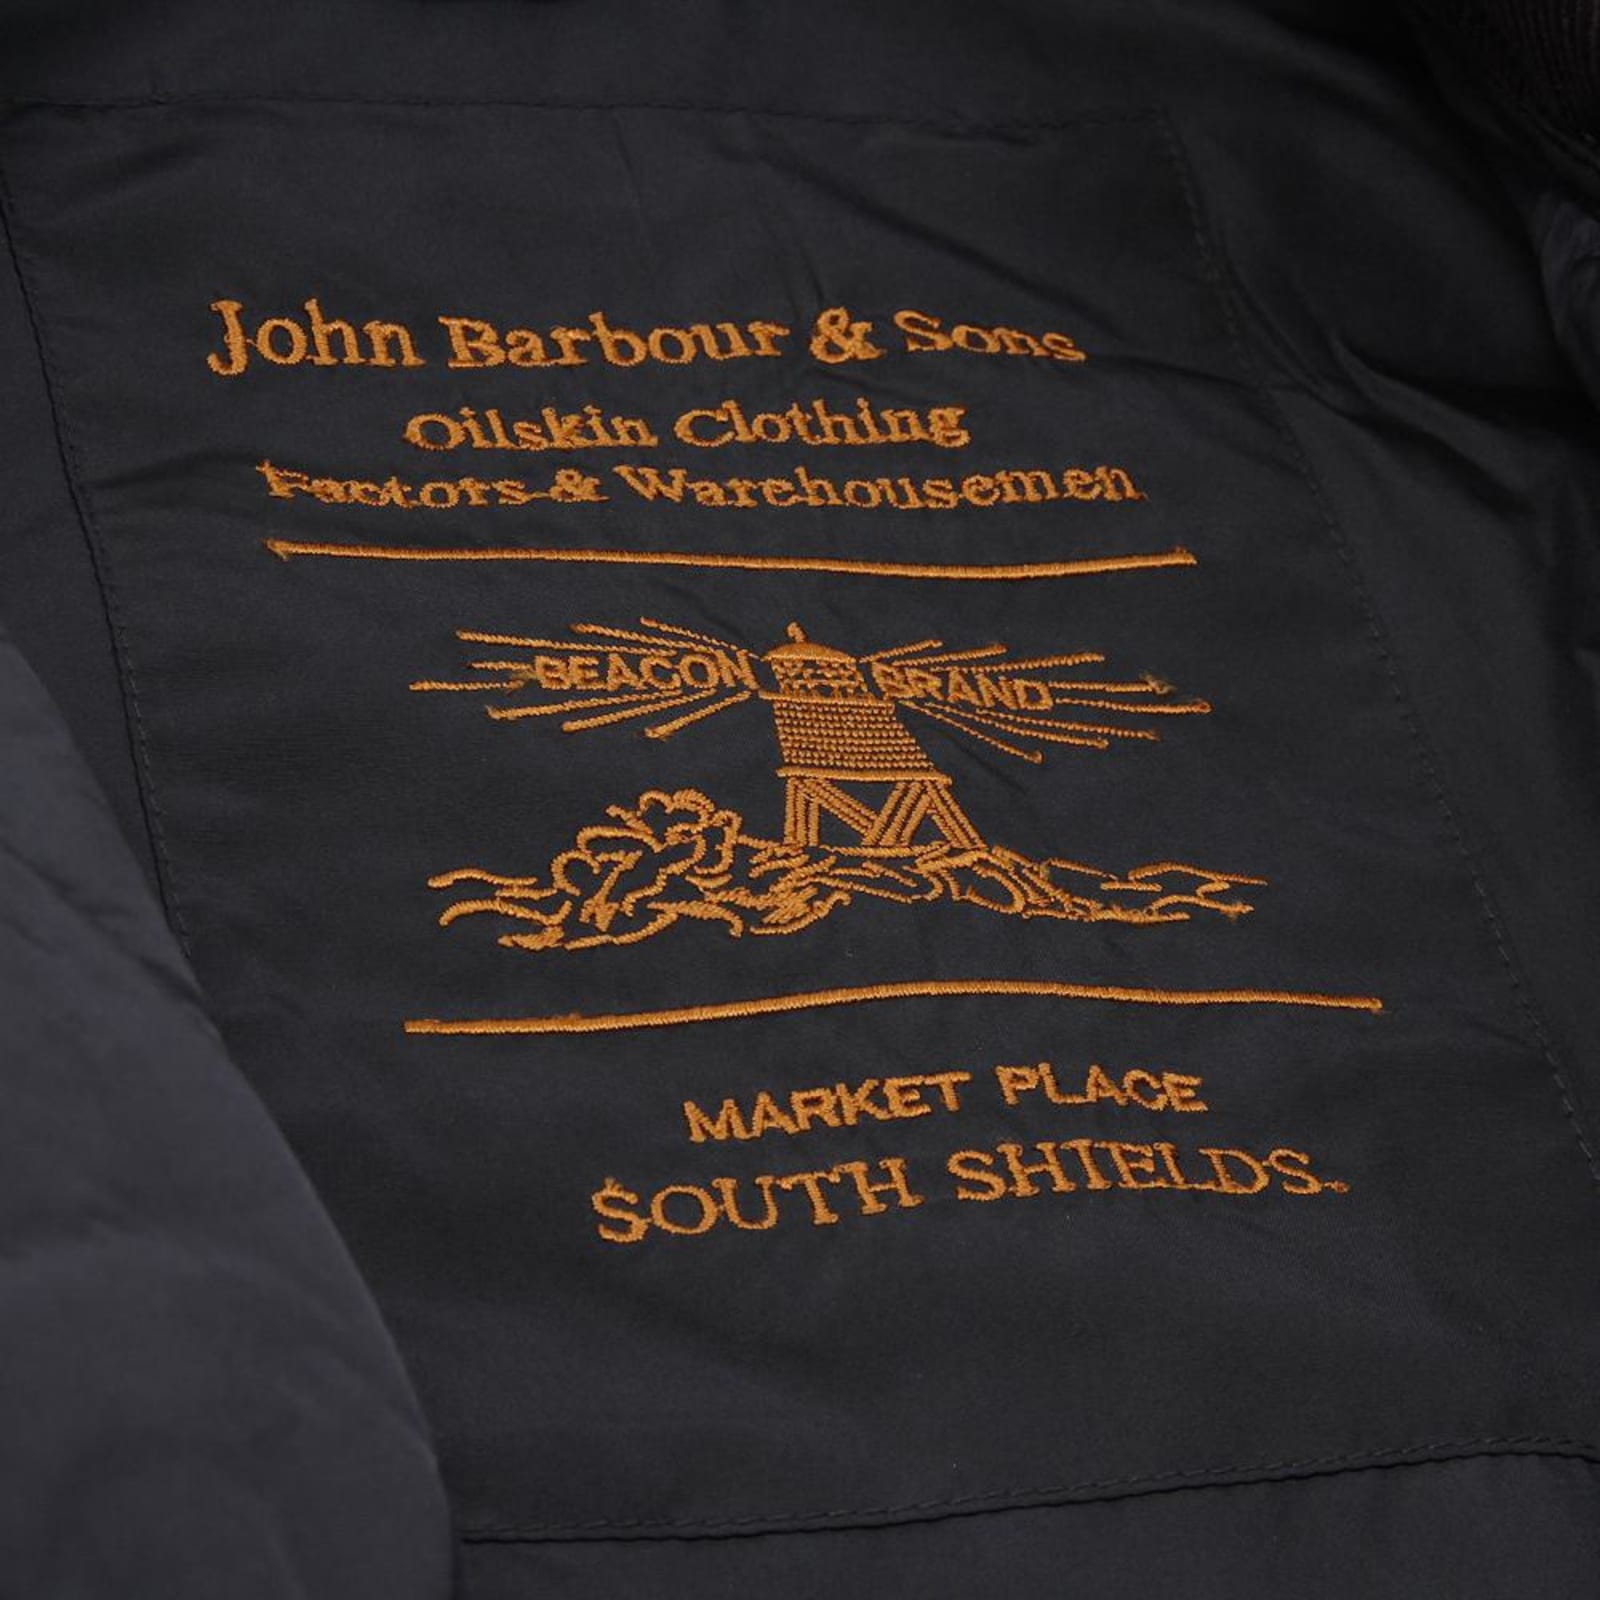 John Barbour & Sons
Oilskin Clothing
Factors & Warehousemen
BEACON BRAND
MARKET PLACE
SOUTH SHIELDS.